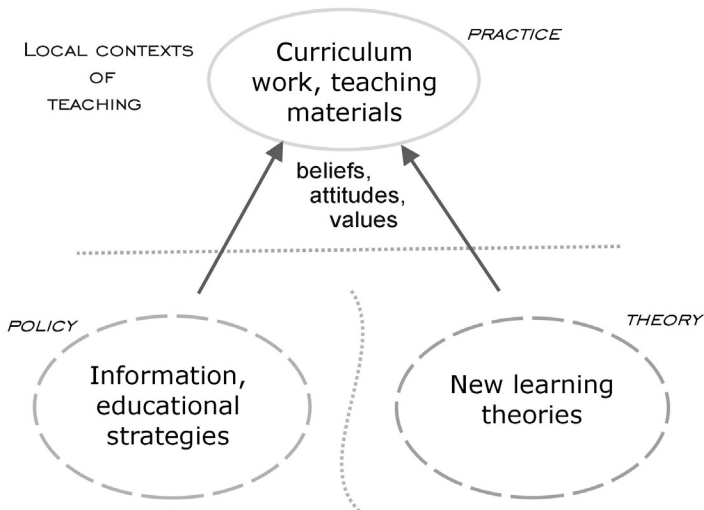 LOCAL CONTEXTS
OF
TEACHING
PRACTICE
Curriculum
work, teaching
materials
beliefs,
attitudes,
values
POLICY
Information,
educational
strategies
THEORY
New learning
theories